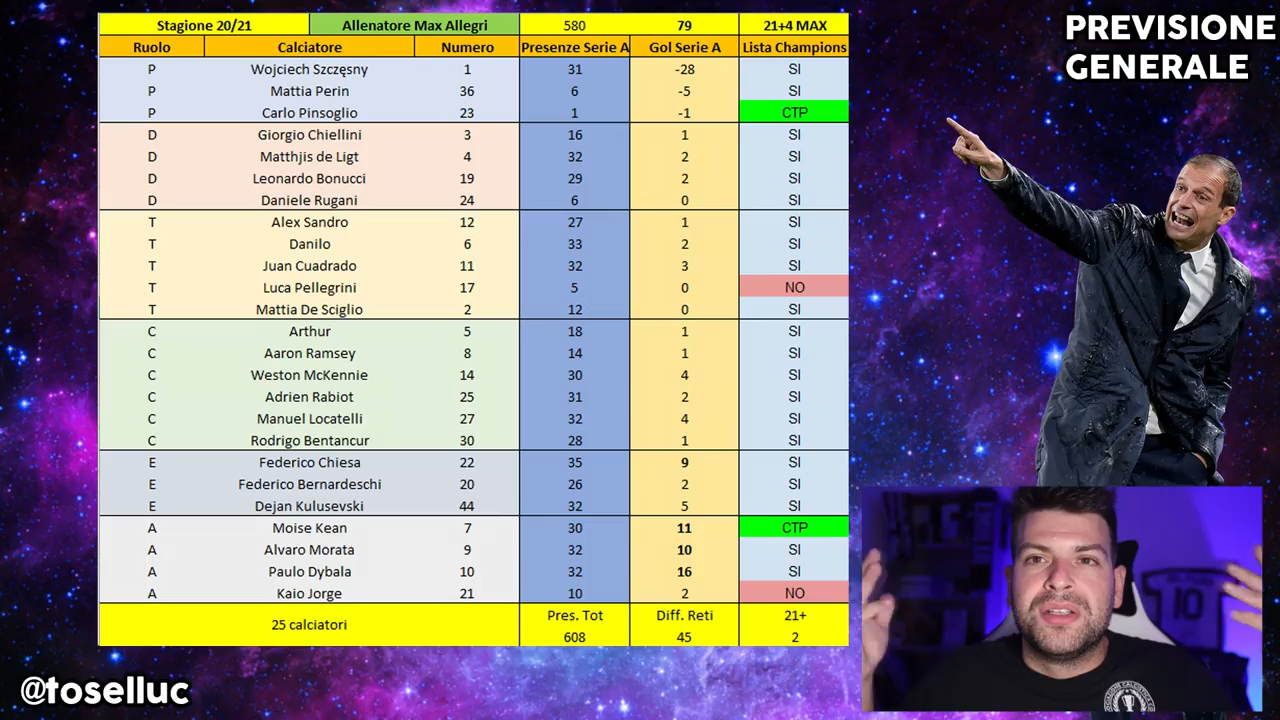 PREVISIONE
GENERALE
Stagione 20/21 Allenatore Max Allegri 580 79 21+4 MAX
Ruolo Calciatore Numero Presenze Serie A Gol Serie A Lista Champions
P Wojciech Szczęsny 1 31 -28 SI
P Mattia Perin 36 6 -5 SI
P Carlo Pinsoglio 23 1 -1 CTP
D Giorgio Chiellini 3 16 1 SI
D Matthjis de Ligt 4 32 2 SI
D Leonardo Bonucci 19 29 2 SI
D Daniele Rugani 24 6 0 SI
T Alex Sandro 12 27 1 SI
T Danilo 6 33 2 SI
T Juan Cuadrado 11 32 3 SI
T Luca Pellegrini 17 5 0 NO
T Mattia De Sciglio 2 12 0 SI
C Arthur 5 18 1 SI
C Aaron Ramsey 8 14 1 SI
C Weston McKennie 14 30 4 SI
C Adrien Rabiot 25 31 2 SI
C Manuel Locatelli 27 32 4 SI
C Rodrigo Bentancur 30 28 1 SI
E Federico Chiesa 22 35 9 SI
E Federico Bernardeschi 20 26 2 SI
E Dejan Kulusevski 44 32 5 SI
A Moise Kean 7 30 11 CTP
A Alvaro Morata 9 32 10 SI
A Paulo Dybala 10 32 16 SI
A Kaio Jorge 21 10 2 NO
25 calciatori
Pres. Tot Diff. Reti 21+
608 45 2
10
@toselluc